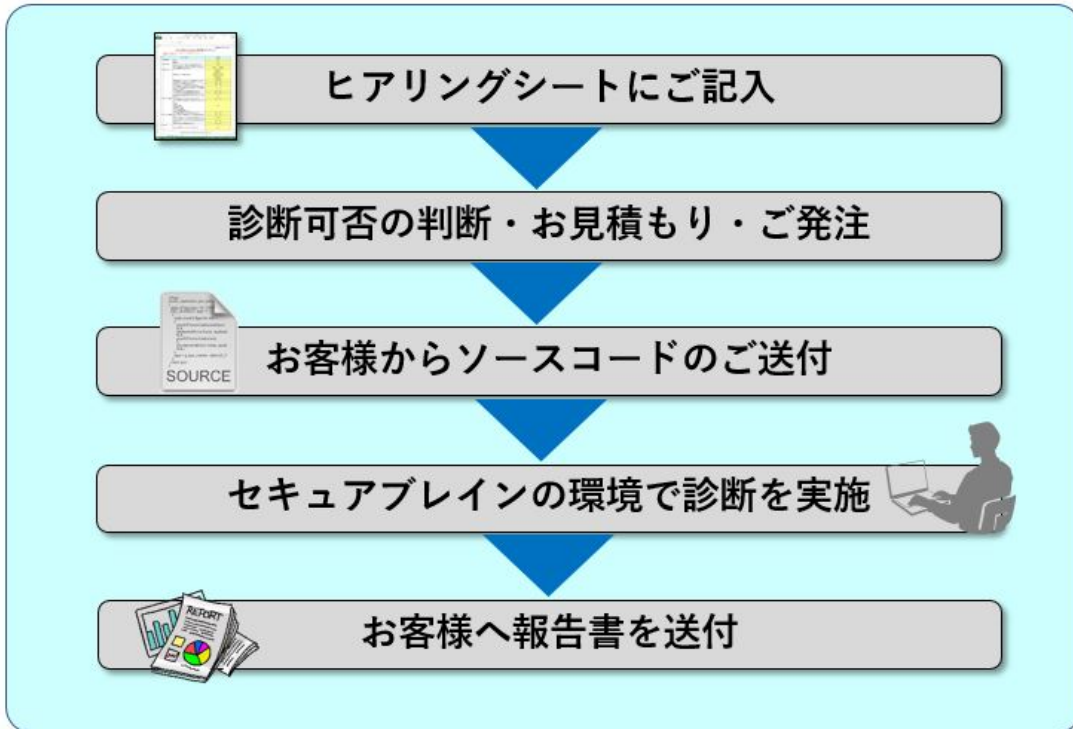 ヒアリングシートにご記入
診断可否の判断・お見積もり・ご発注
SOURCE
お客様からソースコードのご送付
セキュアブレインの環境で診断を実施
REPORT
お客様へ報告書を送付